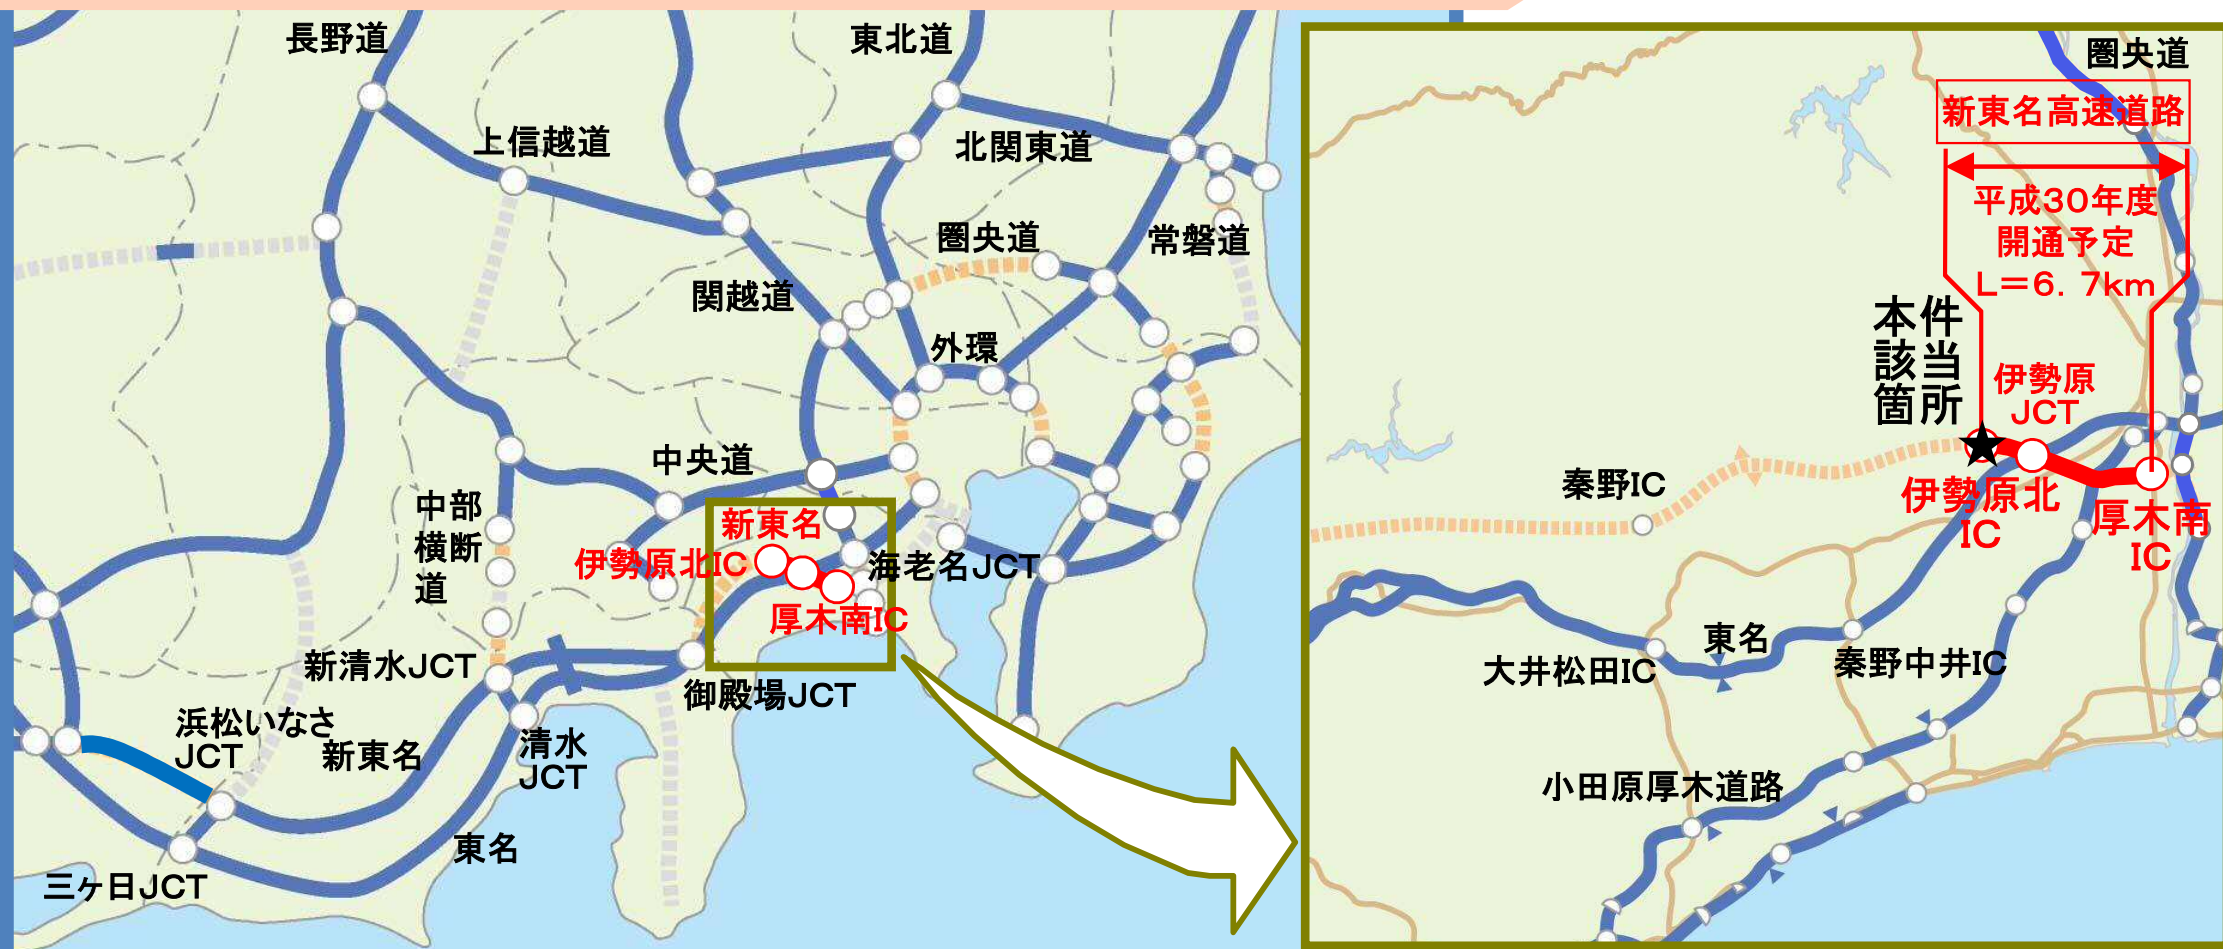 長野道
東北道
上信越道
北関東道
圏央道
常磐道
関越道
外環
中央道
中部
横断
道
新東名
伊勢原北IC
海老名JCT
厚木南IC
新清水JCT
御殿場JCT
浜松いなさ
JCT
新東名
清水
JCT
東名
三ヶ日JCT
圏央道
新東名高速道路
平成30年度
開通予定
L=6.7km
本件
該当
箇所
伊勢原
JCT
秦野IC
伊勢原北
IC
厚木南
IC
東名
大井松田IC
秦野中井IC
小田原厚木道路